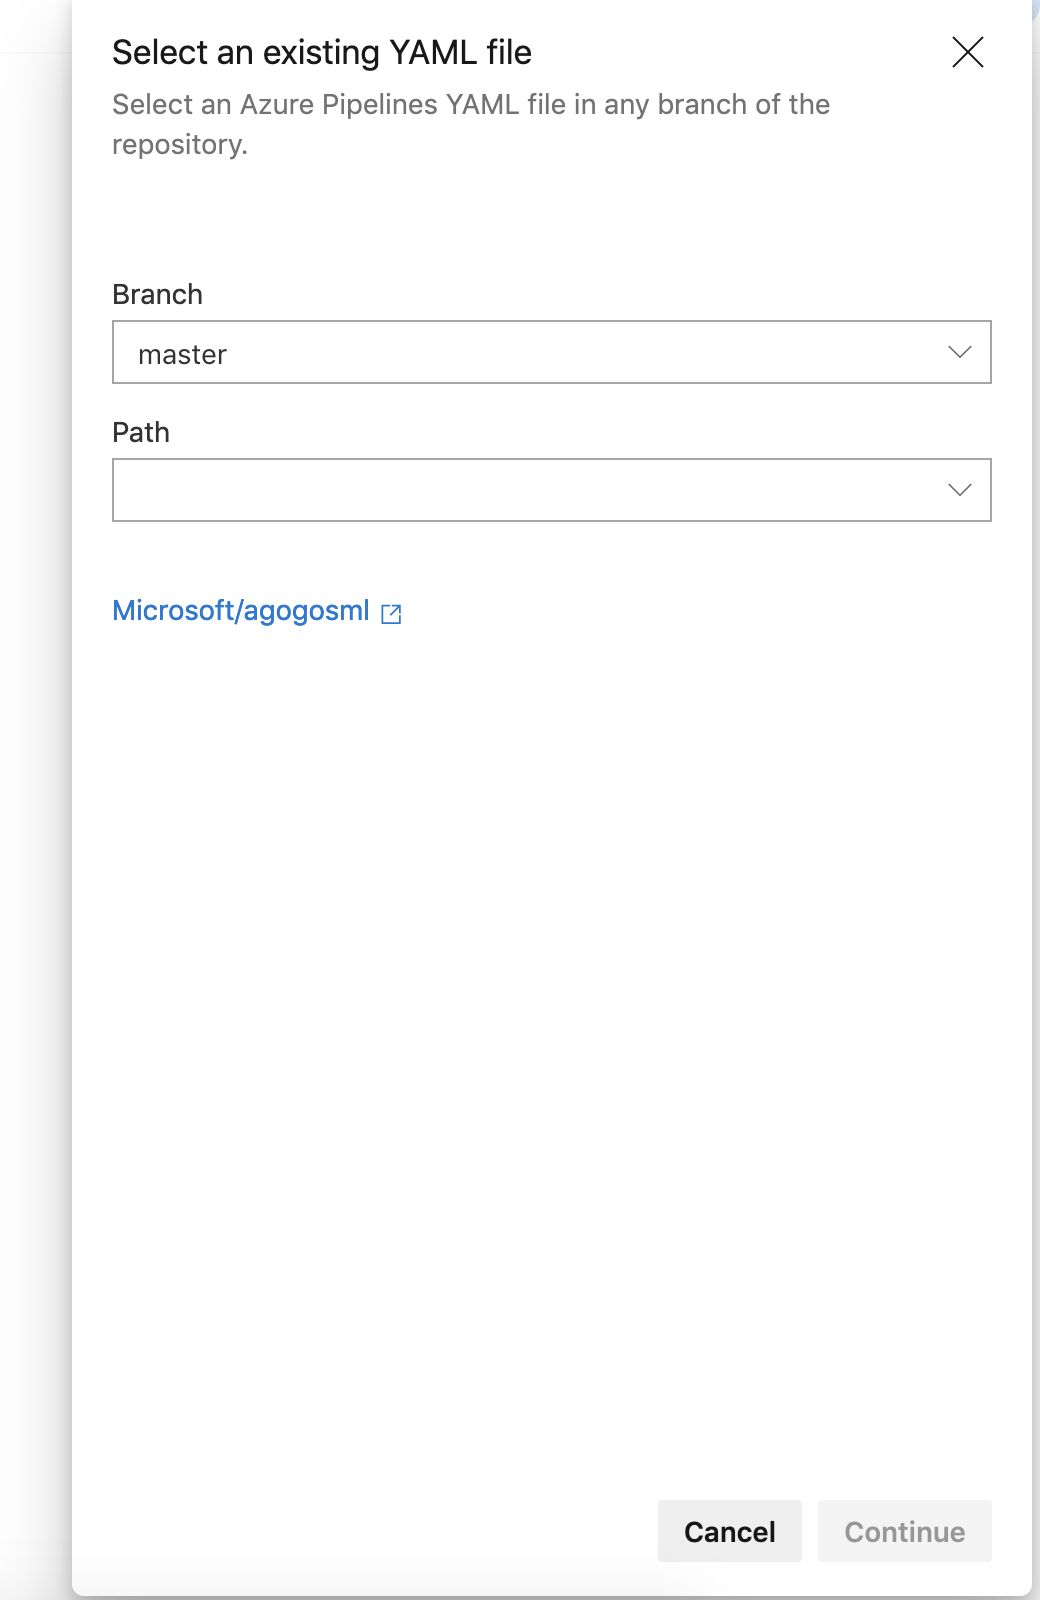 Select an existing YAML file
Select an Azure Pipelines YAML file in any branch of the
repository.
Branch
master
Path
Microsoft/agogosml
Cancel
Continue